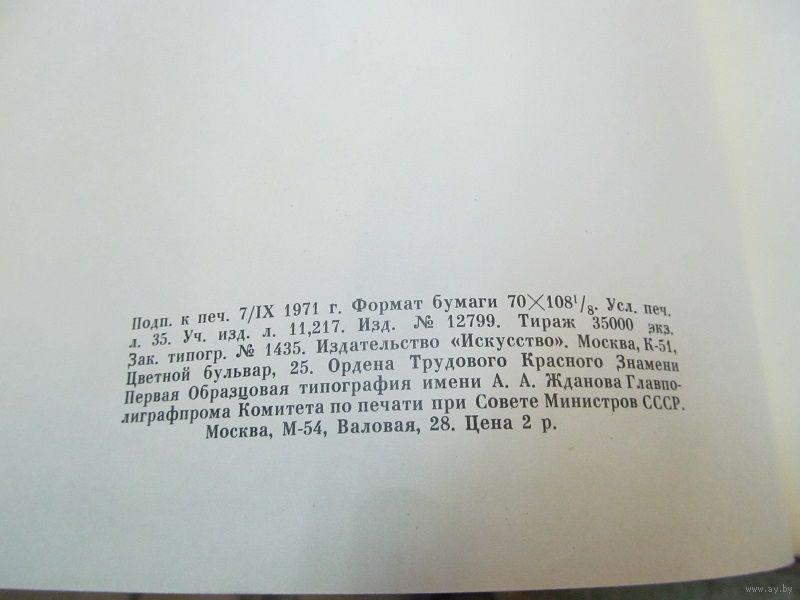 Подп. к печ. 7/IX 1971 г. Формат бумаги 70×108¹/₈. Усл. печ.
л. 35. Уч. изд. л. 11,217. Изд. № 12799. Тираж 35000 экз.
Зак. типогр. № 1435. Издательство «Искусство». Москва, К-51,
Цветной бульвар, 25. Ордена Трудового Красного Знамени
Первая Образцовая типография имени А. А. Жданова Главпо-
лиграфпрома Комитета по печати при Совете Министров СССР.
Москва, М-54, Валовая, 28. Цена 2 р.
www.ay.by